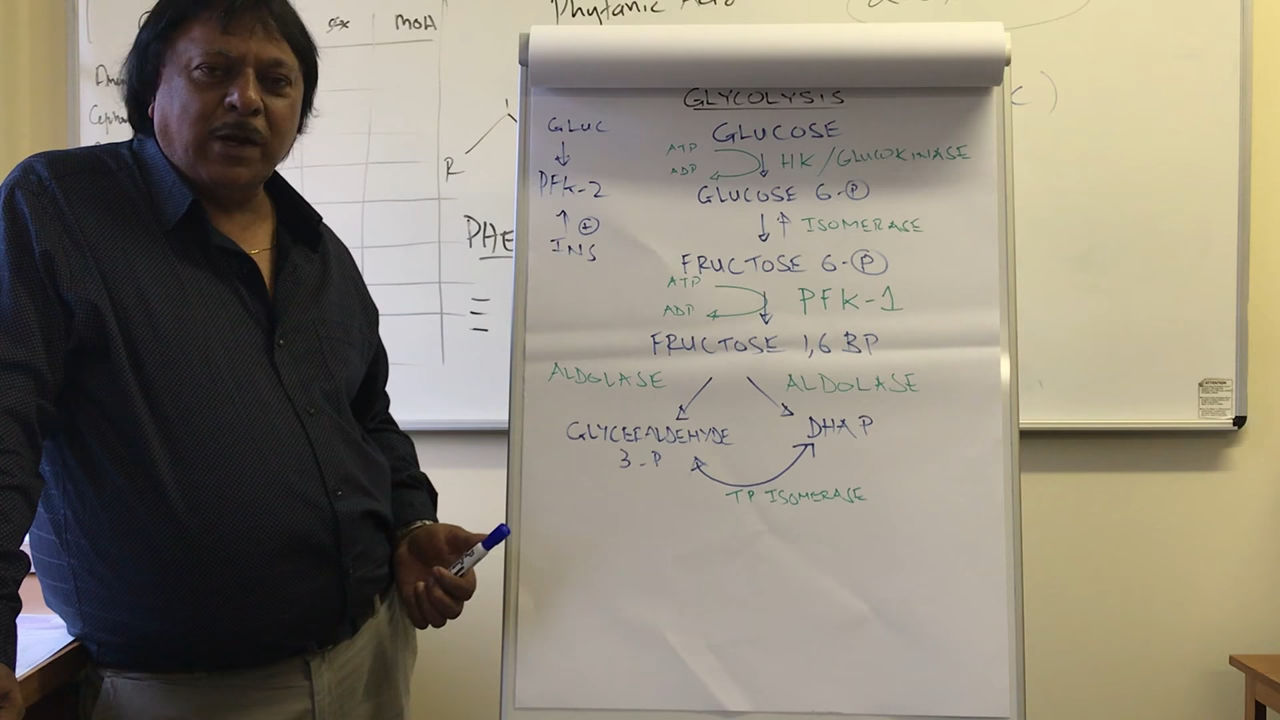 Phytanic Acid
MOA
R
PHE
GLYCOLYSIS
GLUC
PFK-2
↑ ⊕
INS
GLUCOSE
ATP
ADP
HK/GLUCOKINASE
GLUCOSE 6-P
ISOMERASE
FRUCTOSE 6-P
ATP
ADP
PFK-1
FRUCTOSE 1,6 BP
ALDOLASE
ALDOLASE
GLYCERALDEHYDE
3-P
DHAP
TP ISOMERASE
ATTENTION